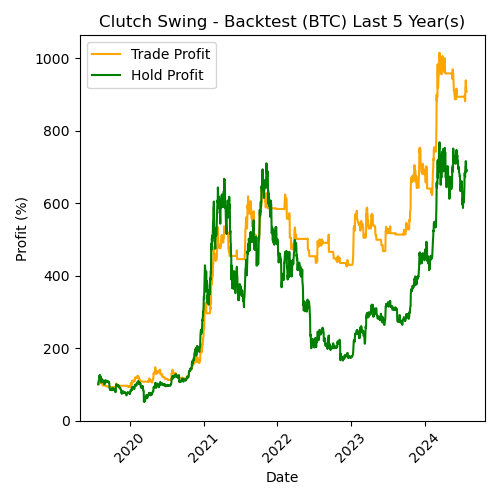 Clutch Swing - Backtest (BTC) Last 5 Year(s)
Trade Profit
Hold Profit
Profit (%)
1000
800
600
400
200
0
2020
2021
2022
2023
2024
Date